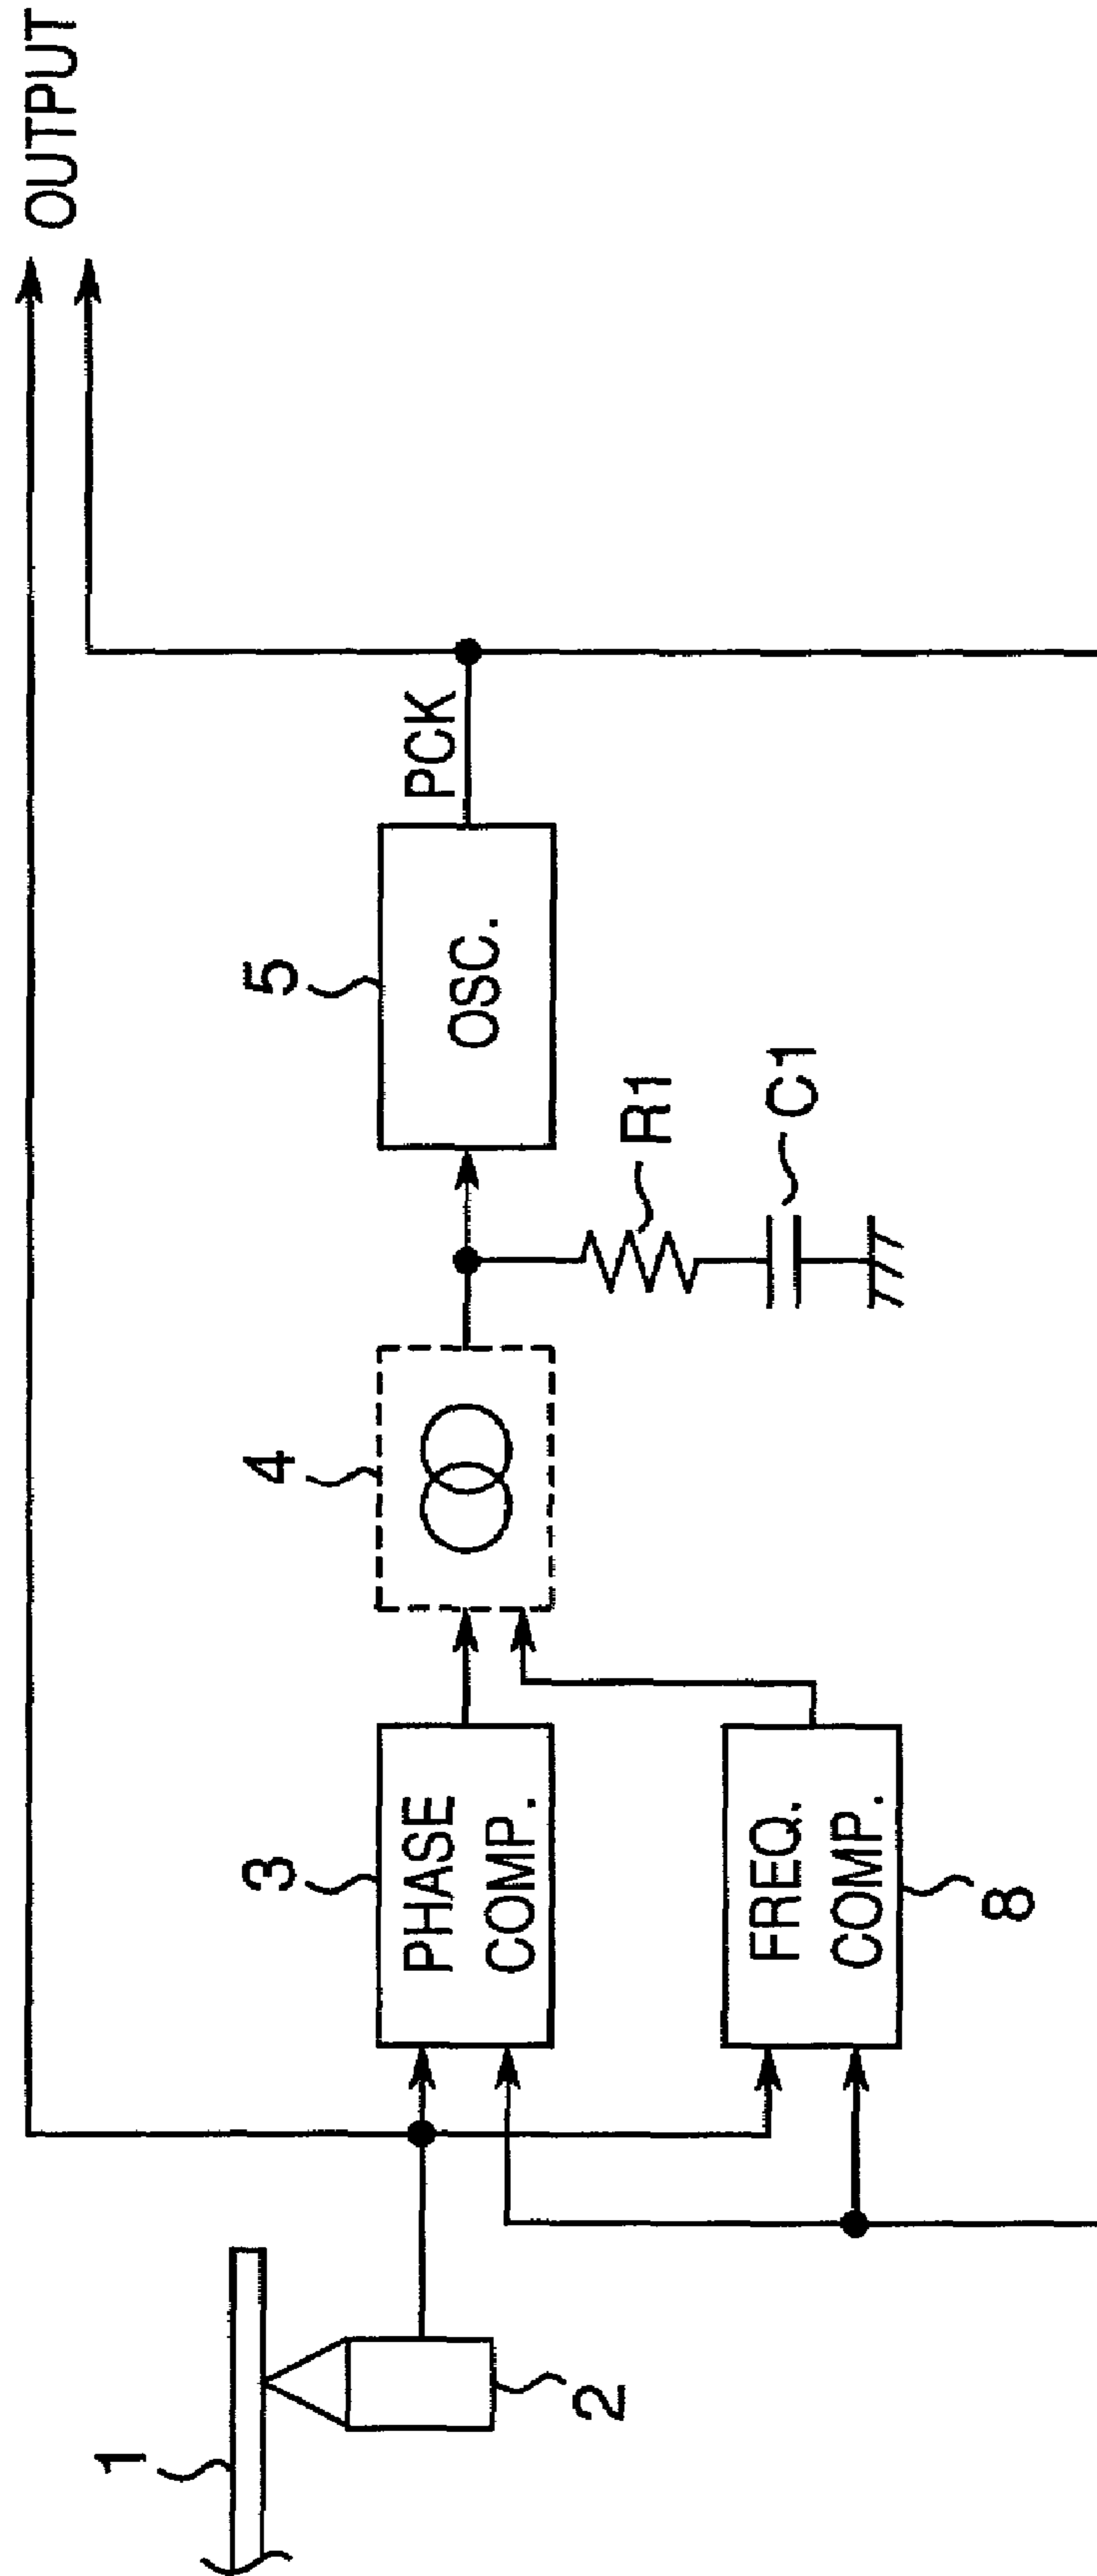 OUTPUT
1
2
3
PHASE
COMP.
4
5
OSC.
PCK
R1
C1
FREQ.
COMP.
8